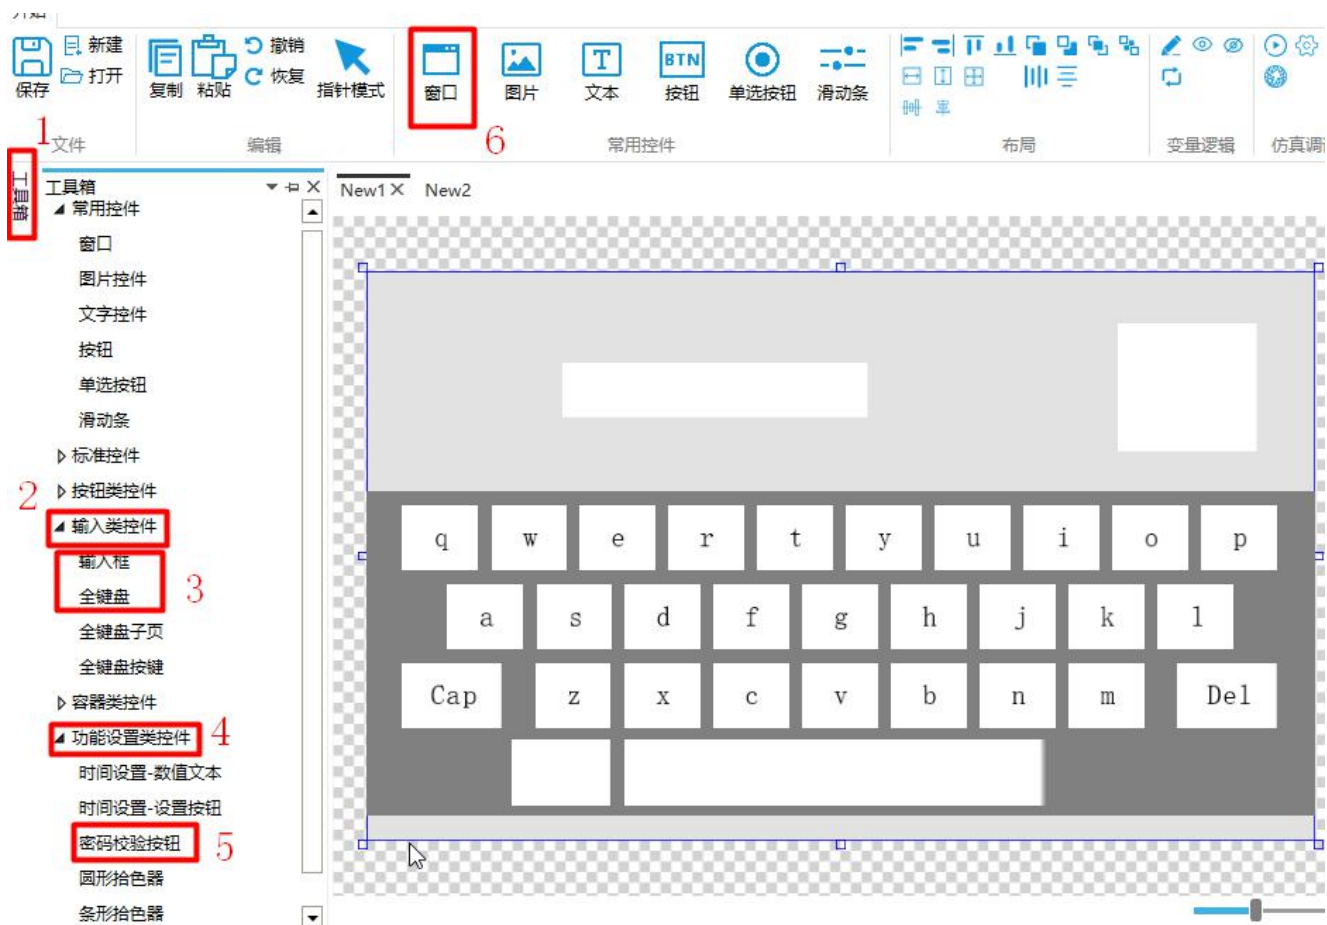 开始
保存
新建
打开
复制
粘贴
撤销
恢复
指针模式
窗口
图片
T
文本
BTN
按钮
单选按钮
滑动条
1
文件
编辑
6
常用控件
布局
变量逻辑
仿真调
工具箱
工具箱
New1
New2
常用控件
窗口
图片控件
文字控件
按钮
单选按钮
滑动条
标准控件
2
按钮类控件
输入类控件
输入框
3
全键盘
全键盘子页
全键盘按键
容器类控件
功能设置类控件
4
时间设置-数值文本
时间设置-设置按钮
密码校验按钮
5
圆形拾色器
条形拾色器
q w e r t y u i o p
a s d f g h j k l
Cap z x c v b n m Del